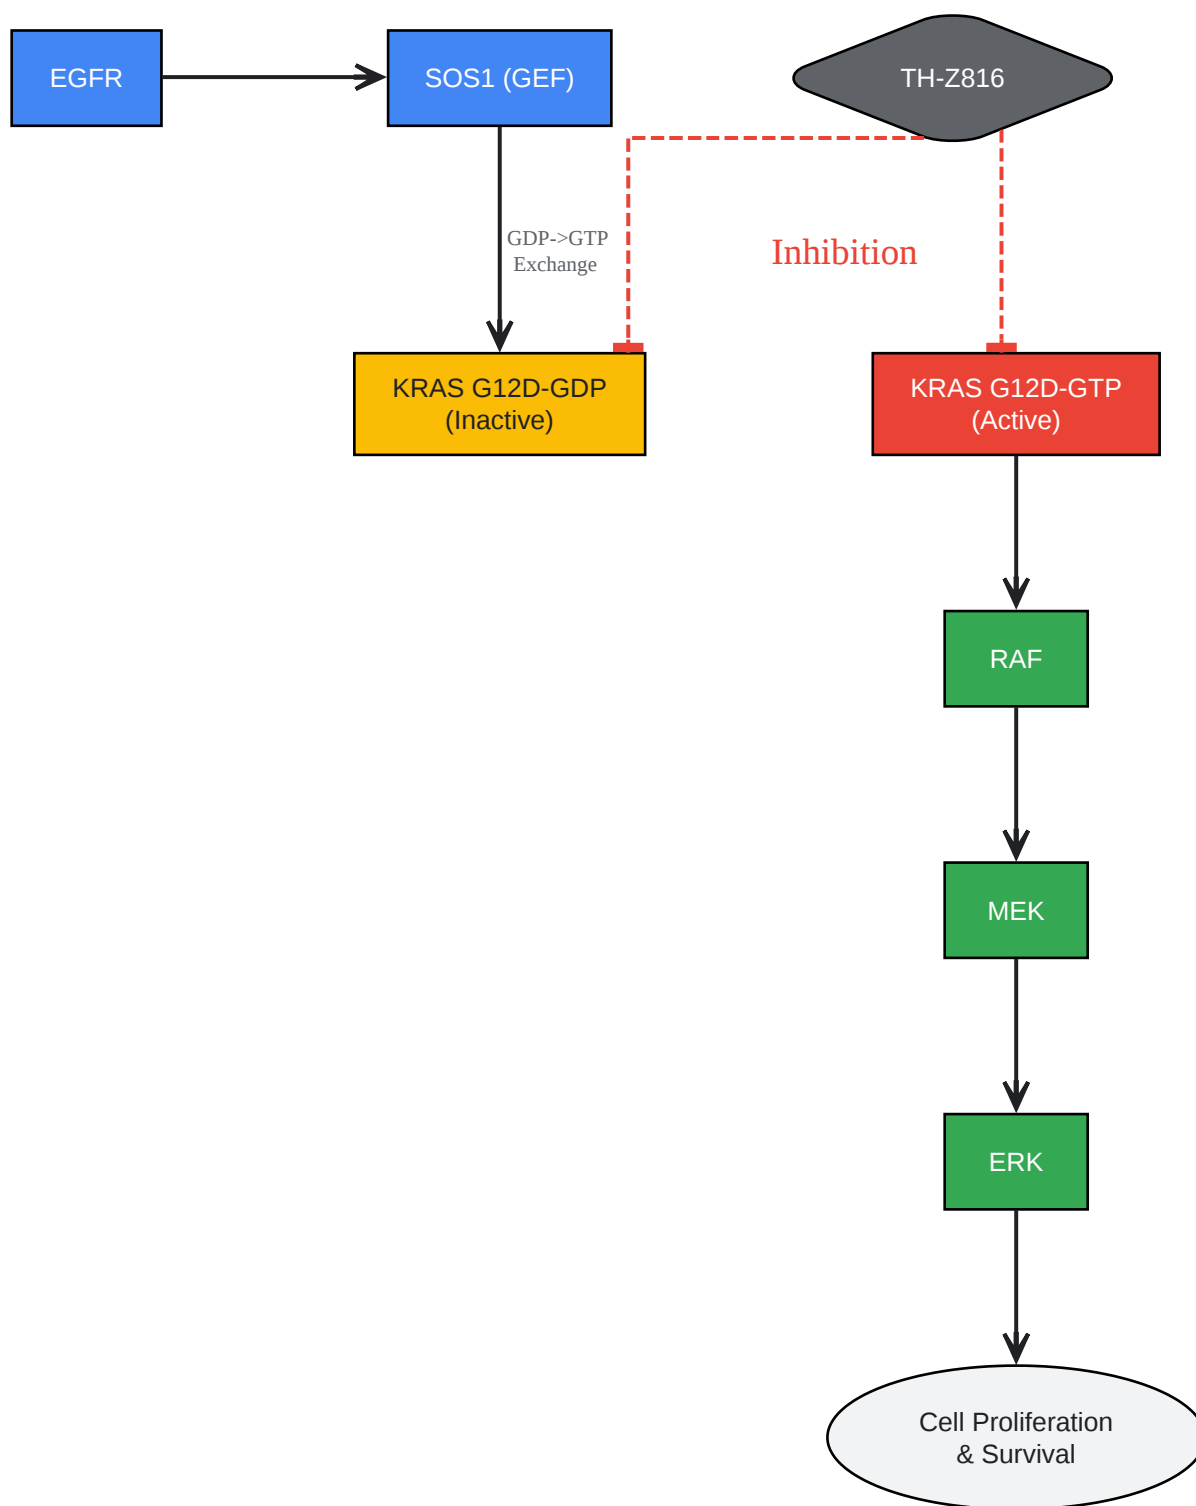 EGFR
SOS1 (GEF)
TH-Z816
GDP->GTP
Exchange
Inhibition
KRAS G12D-GDP
(Inactive)
KRAS G12D-GTP
(Active)
RAF
MEK
ERK
Cell Proliferation
& Survival